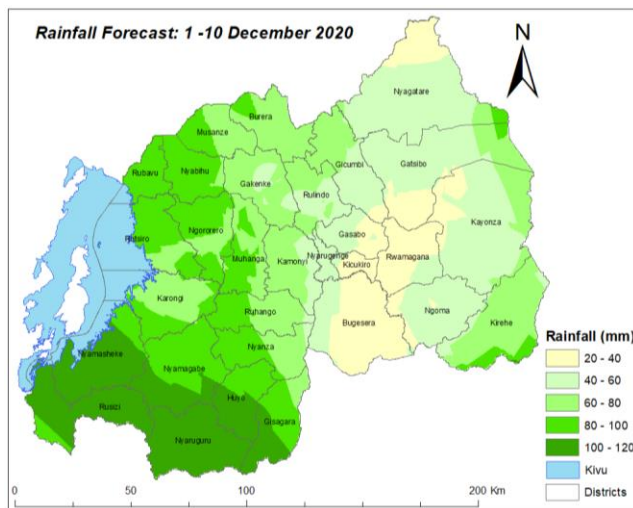 Rainfall Forecast: 1 -10 December 2020
N
Nyagatare
Burera
Musanze
Gicumbi
Gatsibo
Rubavu
Nyabihu
Gakenke
Rulindo
Kayonza
Ngororero
Gasabo
Rutsiro
Muhanga
Kamonyi
Nyarugenge
Kicukiro
Rwamagana
Karongi
Ruhango
Bugesera
Ngoma
Kirehe
Nyanza
Nyamasheke
Nyamagabe
Huye
Rusizi
Gisagara
Nyaruguru
Rainfall (mm)
20 - 40
40 - 60
60 - 80
80 - 100
100 - 120
Kivu
Districts
0 50 100 200 Km